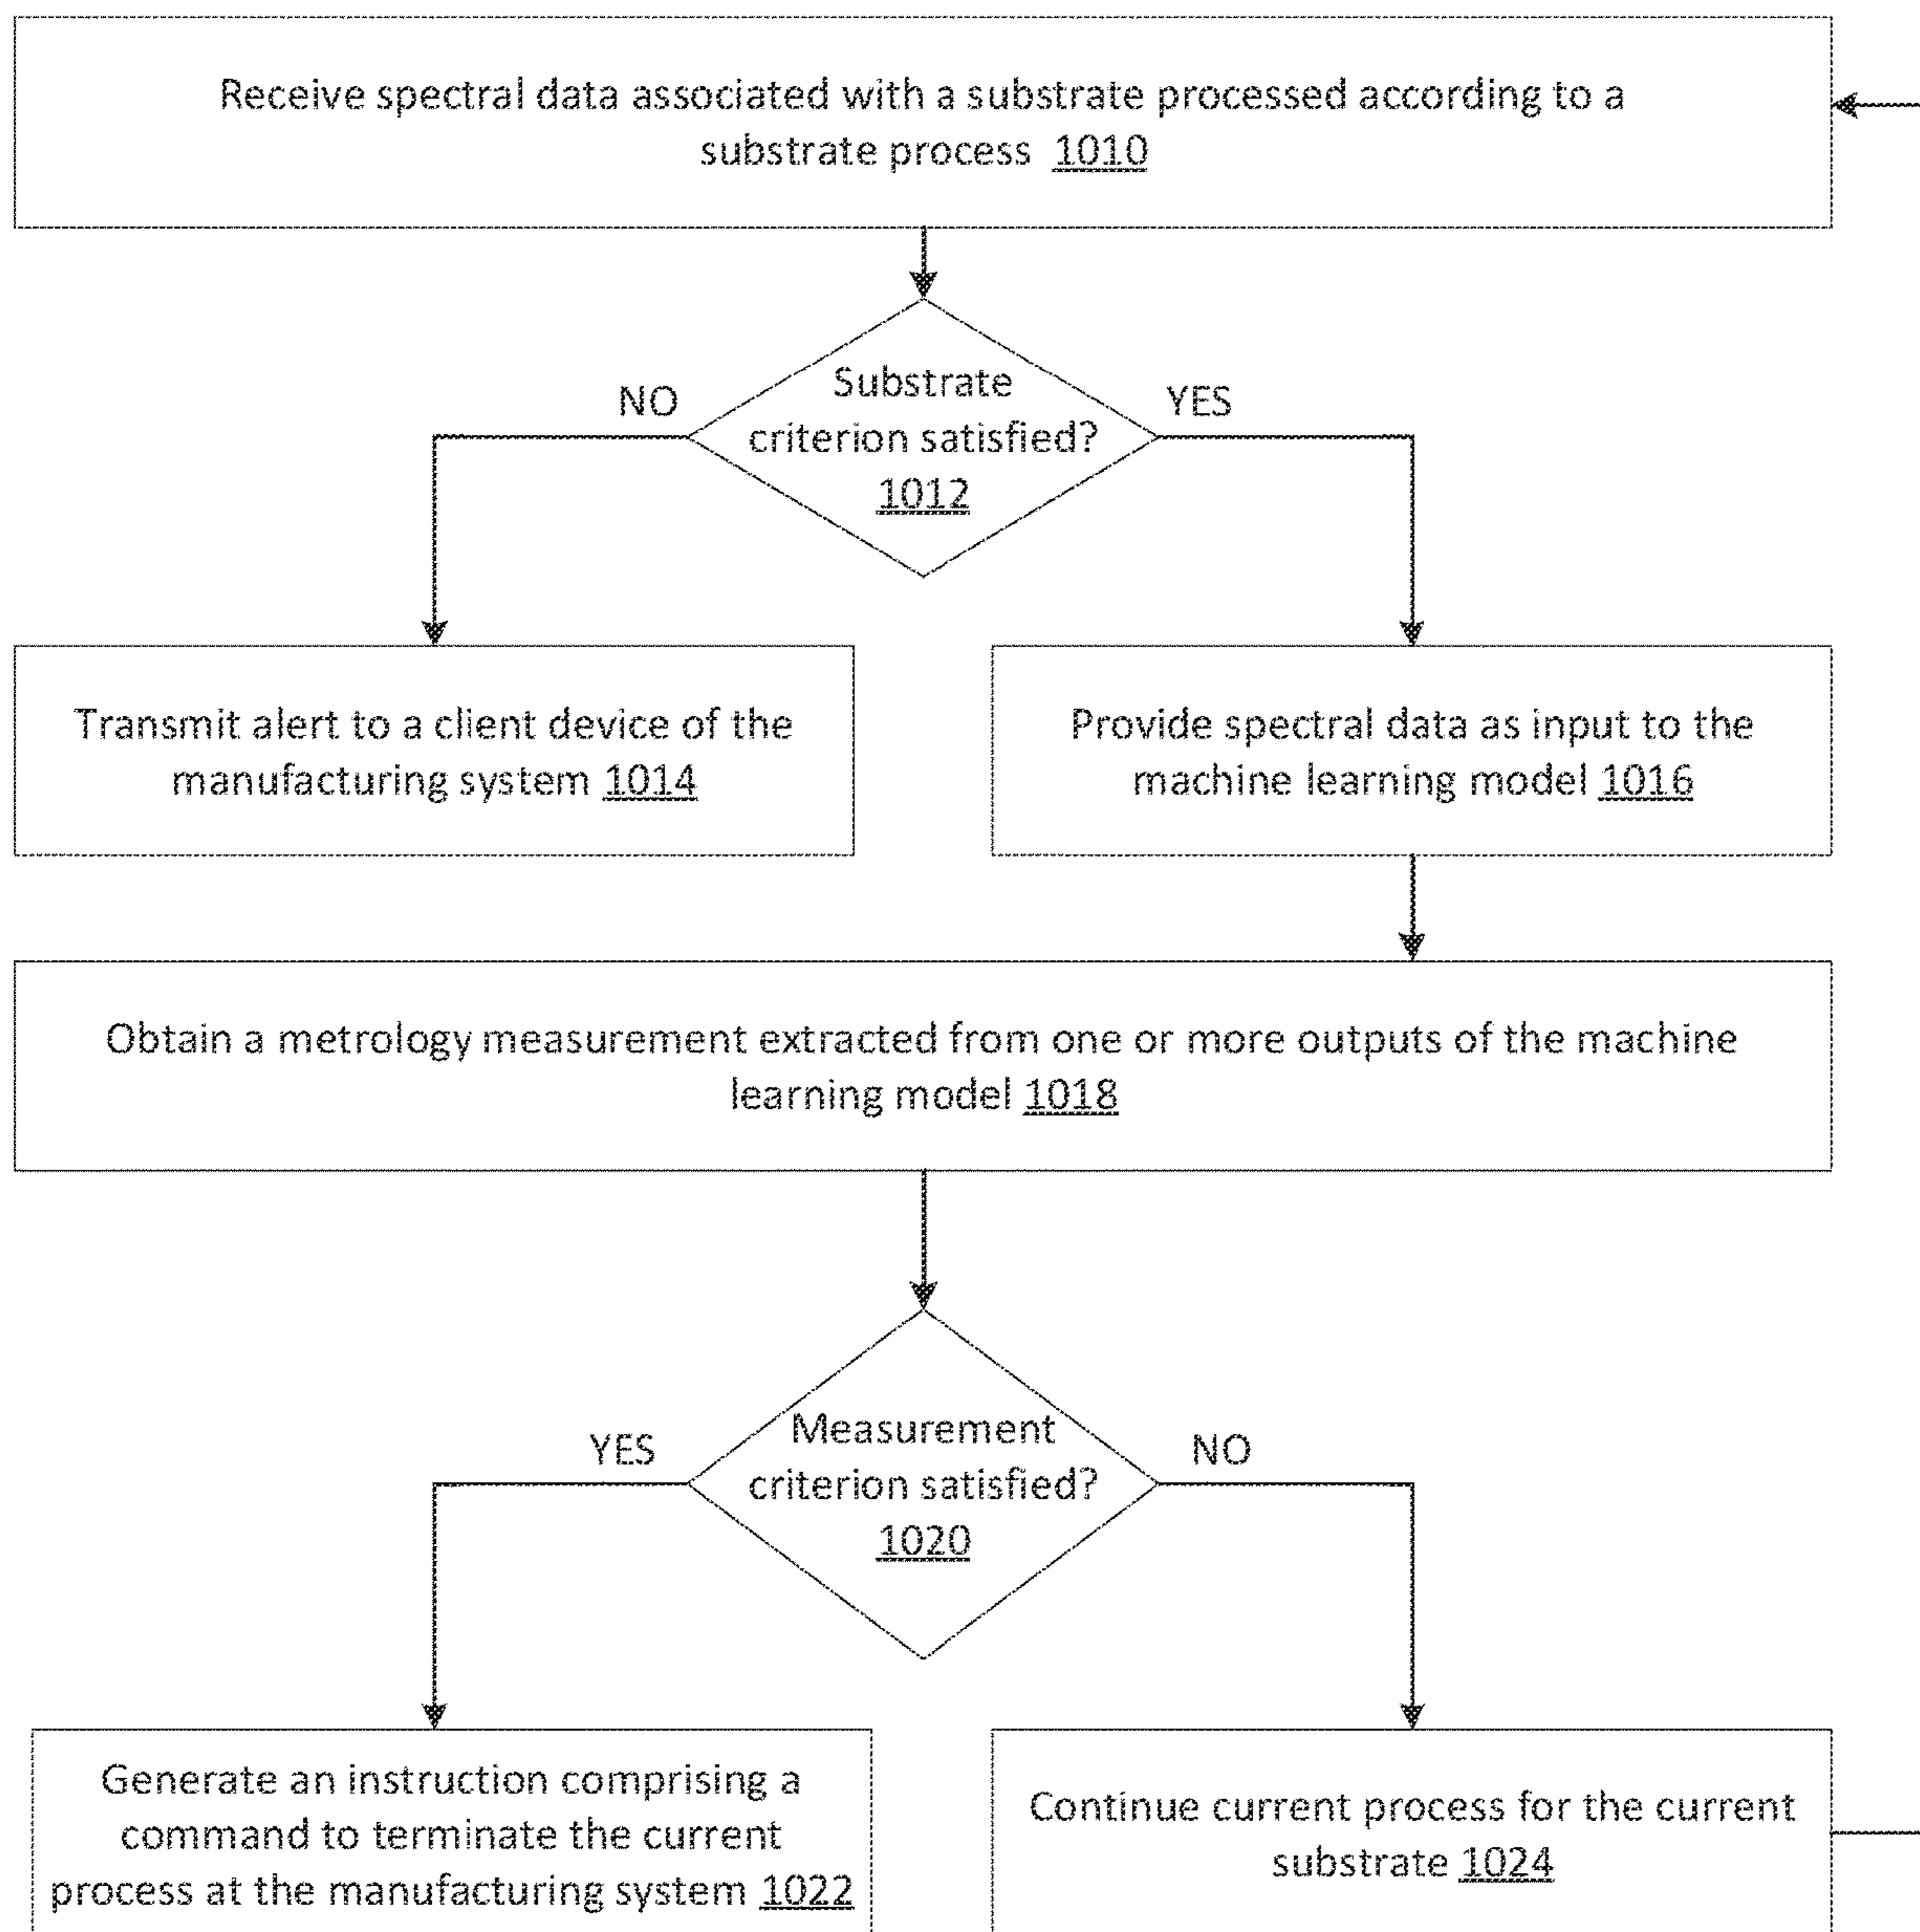 Receive spectral data associated with a substrate processed according to a
substrate process 1010
Substrate
criterion satisfied?
1012
NO
YES
Transmit alert to a client device of the
manufacturing system 1014
Provide spectral data as input to the
machine learning model 1016
Obtain a metrology measurement extracted from one or more outputs of the machine
learning model 1018
Measurement
criterion satisfied?
1020
YES
NO
Generate an instruction comprising a
command to terminate the current
process at the manufacturing system 1022
Continue current process for the current
substrate 1024